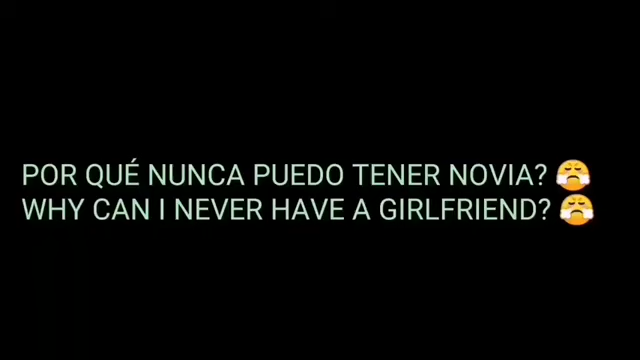 POR QUÉ NUNCA PUEDO TENER NOVIA? 😤
WHY CAN I NEVER HAVE A GIRLFRIEND? 😤